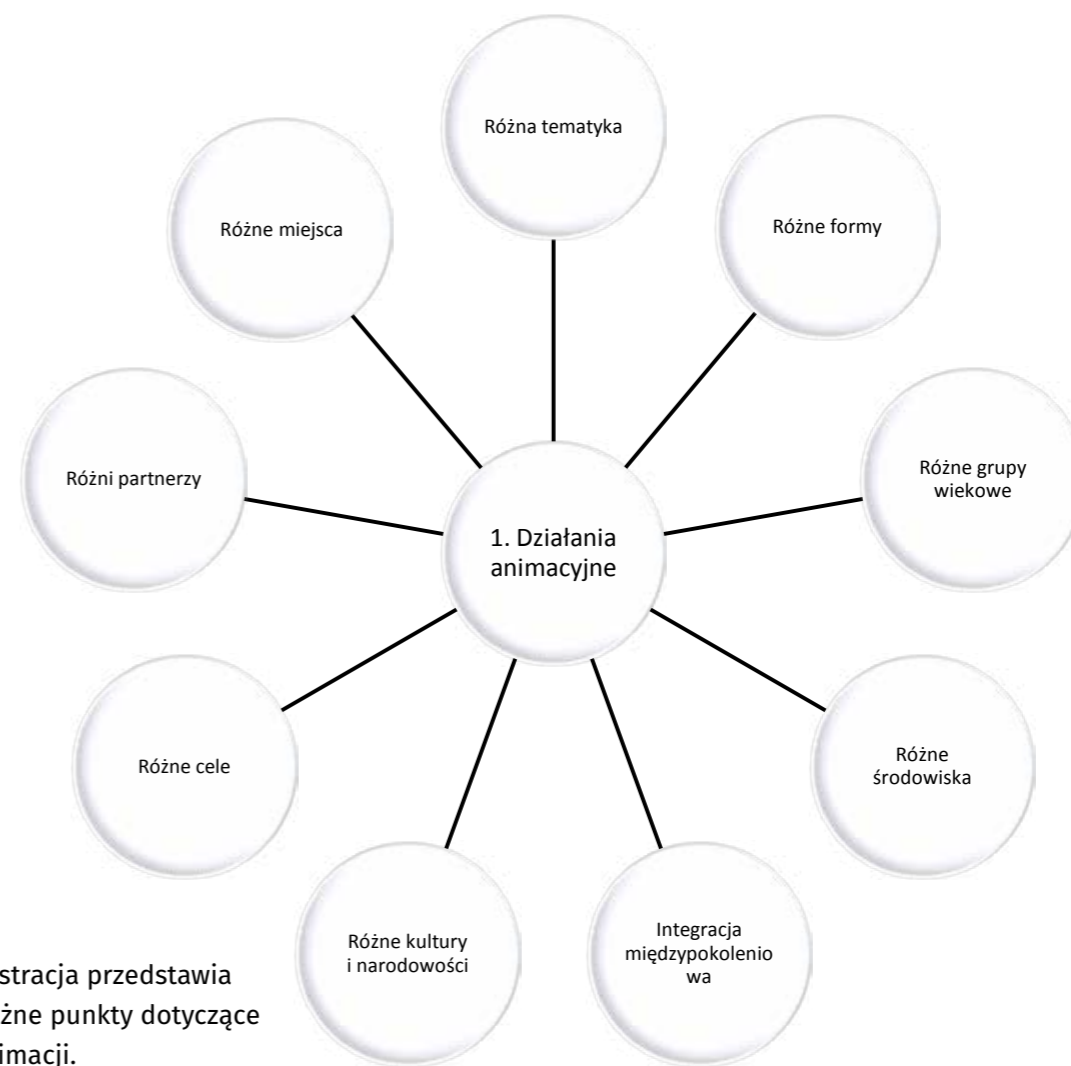 Różna tematyka
Różne formy
Różne grupy
wiekowe
Różne
środowiska
Integracja
międzypokolenio
wa
Różne kultury
i narodowości
Różne cele
Różni partnerzy
Różne miejsca
1. Działania
animacyjne
stracja przedstawia
żne punkty dotyczące
imacji.